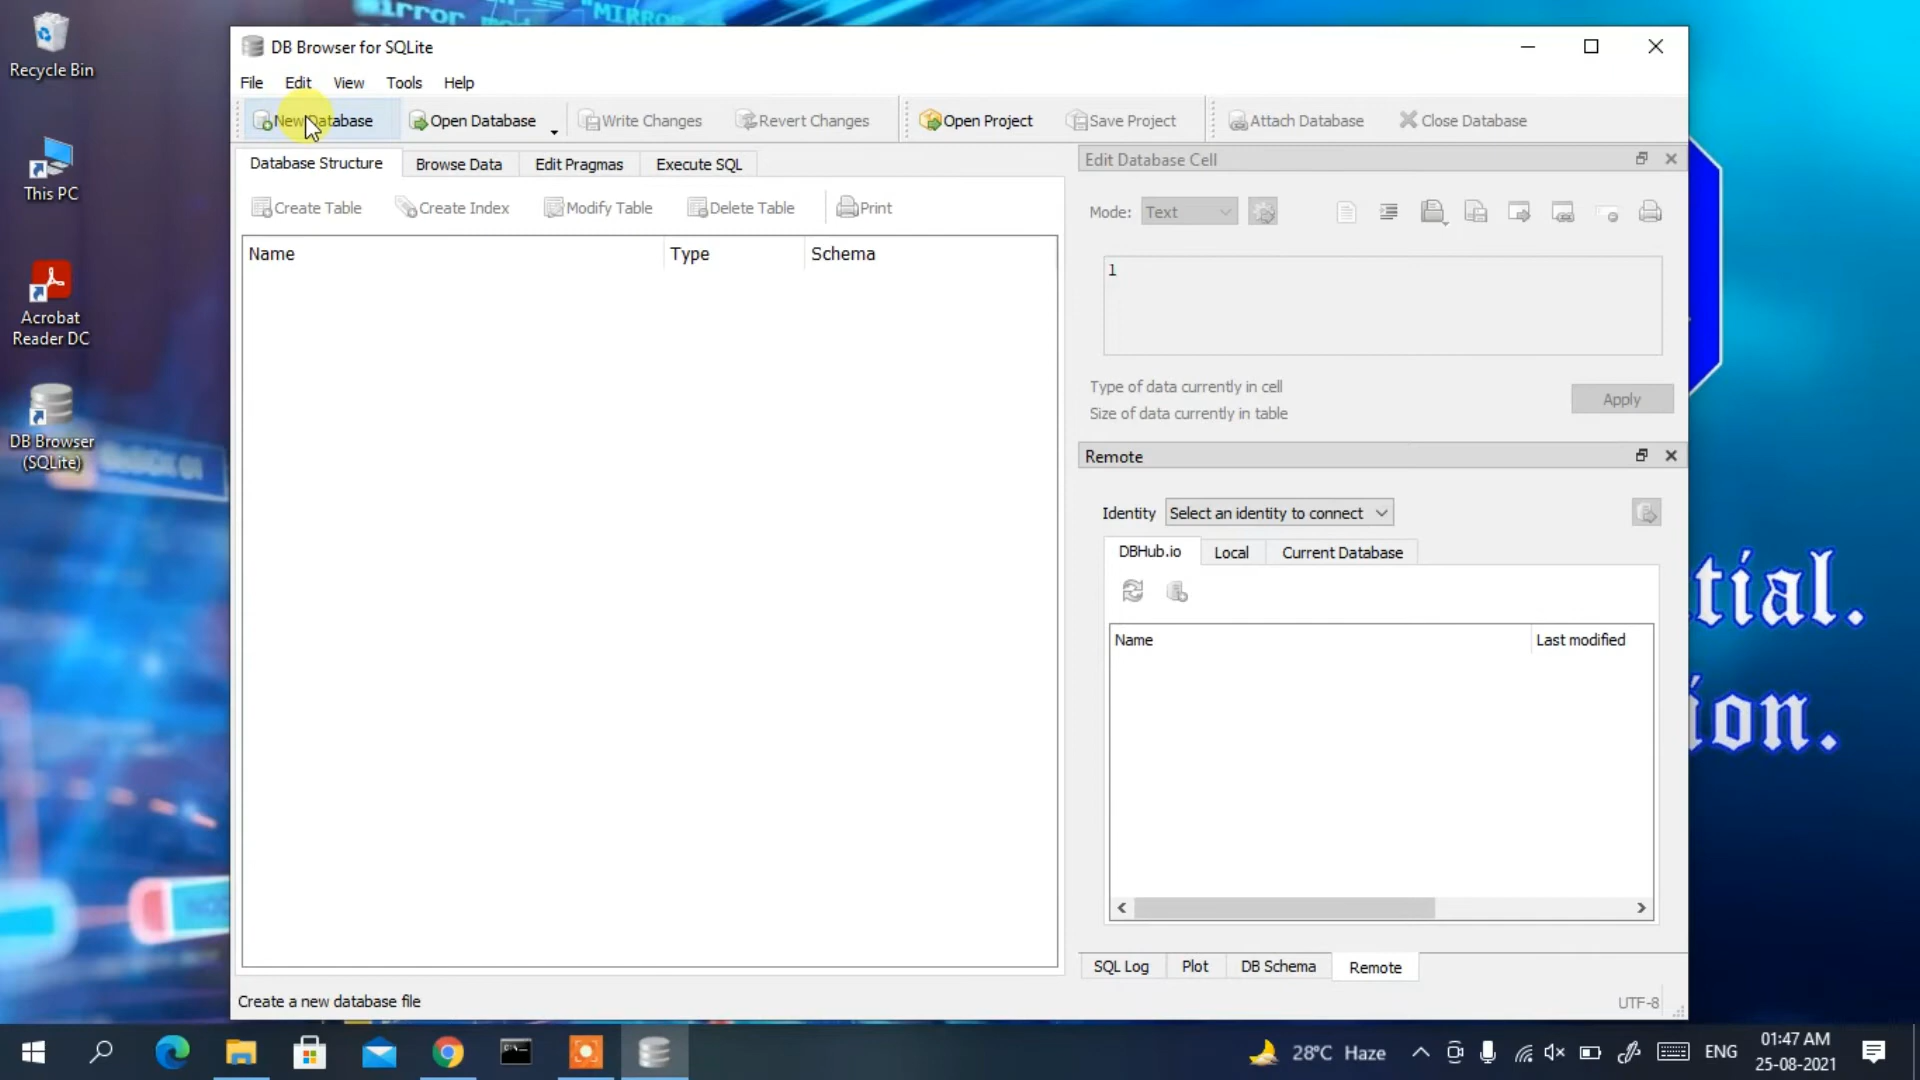 Mirror mod == "MIRROR
Recycle Bin
This PC
Acrobat
Reader DC
DB Browser
(SQLite)
DB Browser for SQLite
File Edit View Tools Help
New Database Open Database Write Changes Revert Changes Open Project Save Project Attach Database Close Database
Database Structure Browse Data Edit Pragmas Execute SQL
Create Table Create Index Modify Table Delete Table Print
Name Type Schema
Edit Database Cell
Mode: Text
1
Type of data currently in cell
Size of data currently in table
Apply
Remote
Identity Select an identity to connect
DBHub.io Local Current Database
Name Last modified
SQL Log Plot DB Schema Remote
Create a new database file
UTF-8
tial.
ion.
28°C Haze
ENG
01:47 AM
25-08-2021